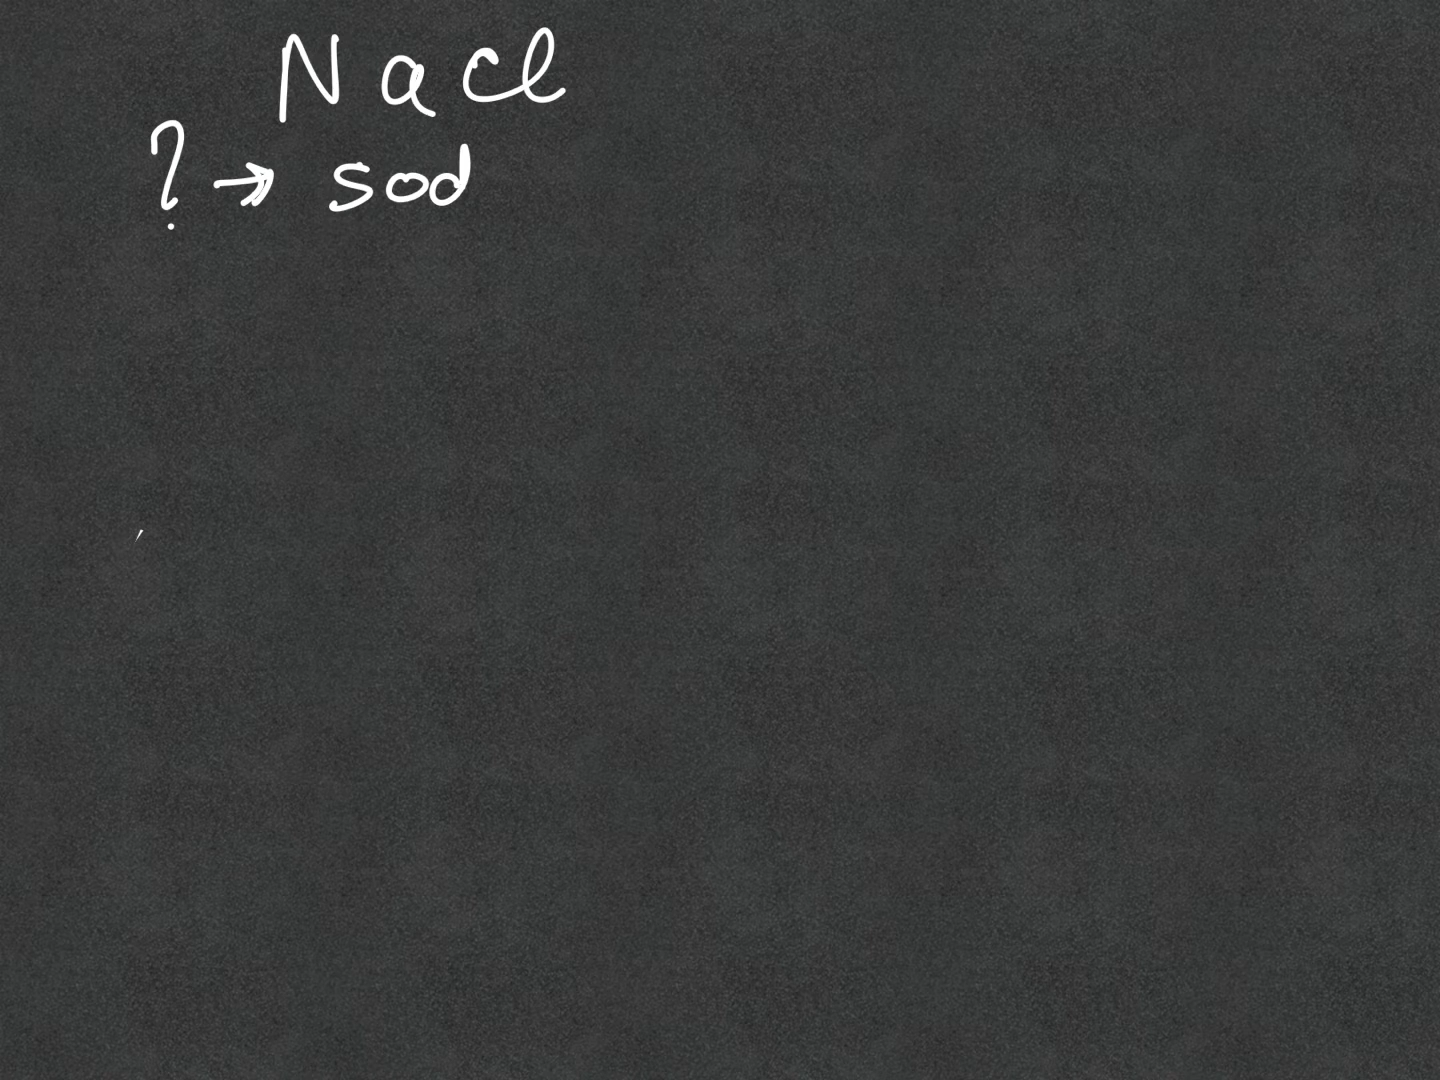 NaCl
? → sod